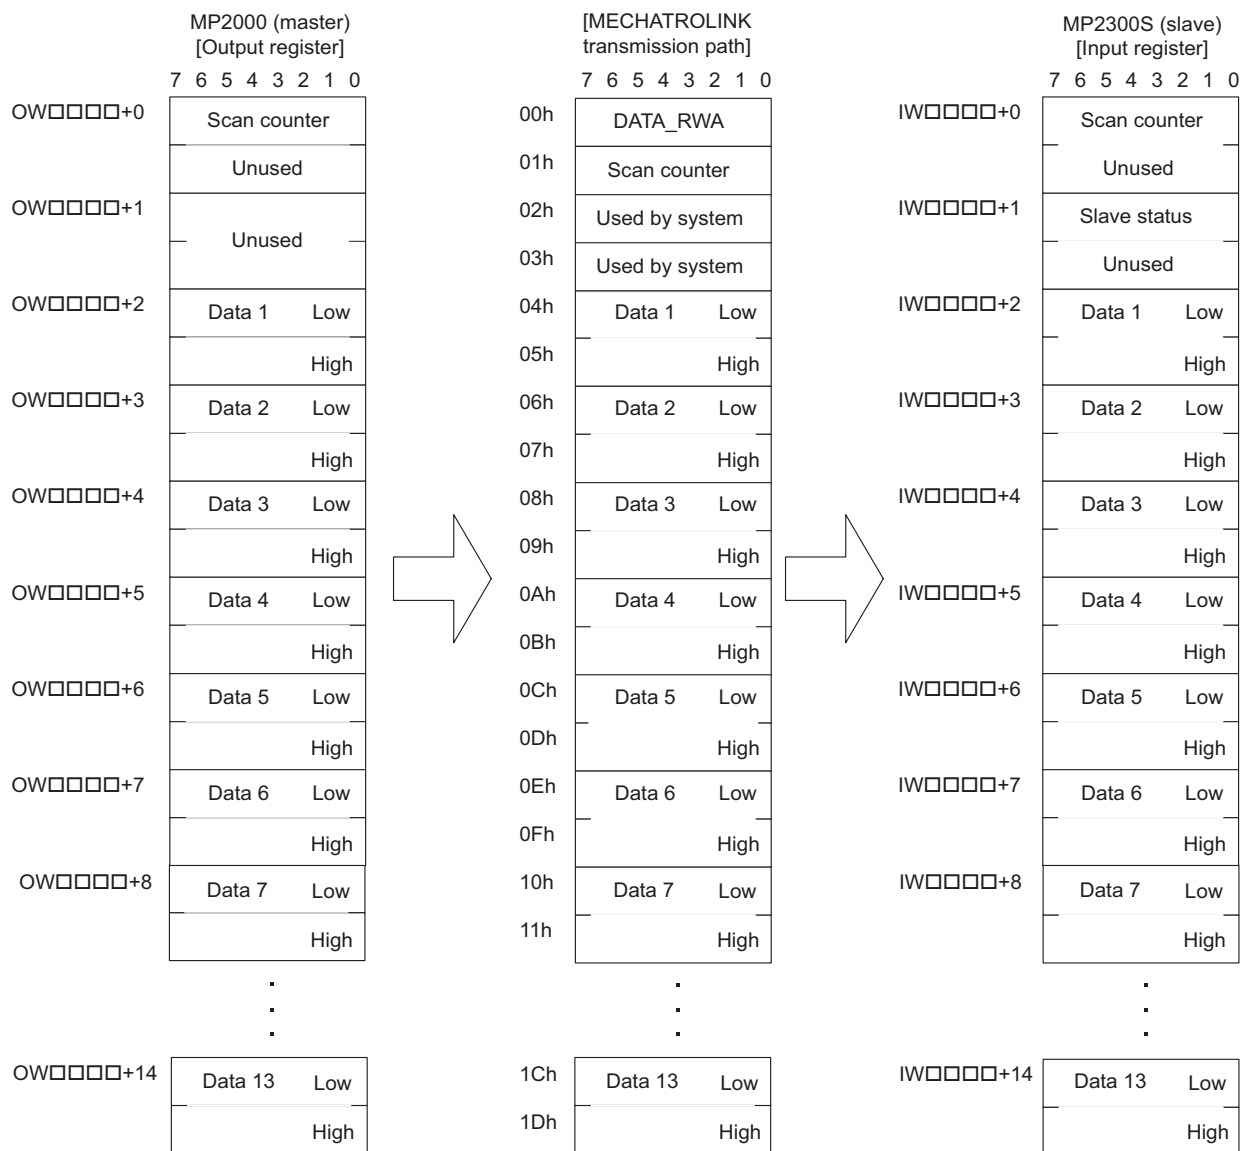 MP2000 (master)
[Output register]
7 6 5 4 3 2 1 0
OW□□□□+0
Scan counter
Unused
OW□□□□+1
Unused
OW□□□□+2
Data 1 Low
High
OW□□□□+3
Data 2 Low
High
OW□□□□+4
Data 3 Low
High
OW□□□□+5
Data 4 Low
High
OW□□□□+6
Data 5 Low
High
OW□□□□+7
Data 6 Low
High
OW□□□□+8
Data 7 Low
High
OW□□□□+14
Data 13 Low
High
[MECHATROLINK
transmission path]
7 6 5 4 3 2 1 0
00h DATA_RWA
01h Scan counter
02h Used by system
03h Used by system
04h Data 1 Low
05h High
06h Data 2 Low
07h High
08h Data 3 Low
09h High
0Ah Data 4 Low
0Bh High
0Ch Data 5 Low
0Dh High
0Eh Data 6 Low
0Fh High
10h Data 7 Low
11h High
1Ch Data 13 Low
1Dh High
MP2300S (slave)
[Input register]
7 6 5 4 3 2 1 0
IW□□□□+0
Scan counter
Unused
IW□□□□+1
Slave status
Unused
IW□□□□+2
Data 1 Low
High
IW□□□□+3
Data 2 Low
High
IW□□□□+4
Data 3 Low
High
IW□□□□+5
Data 4 Low
High
IW□□□□+6
Data 5 Low
High
IW□□□□+7
Data 6 Low
High
IW□□□□+8
Data 7 Low
High
IW□□□□+14
Data 13 Low
High